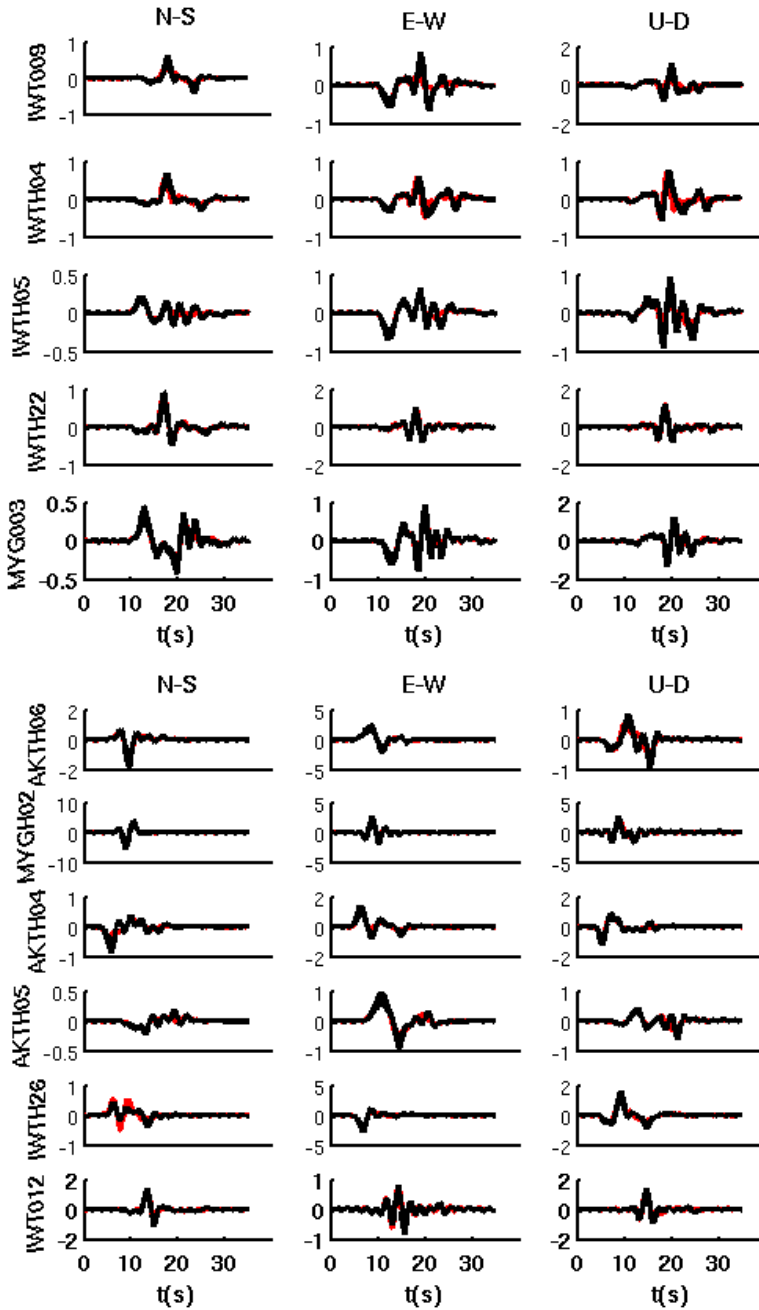 N-S E-W U-D
1 1 2
IWT009 0 0 0
-1 -1 -2
1 1 1
IWTH04 0 0 0
-1 -1 -1
0.5 1 1
IWTH05 0 0 0
-0.5 -1 -1
1 2 2
IWTH22 0 0 0
-1 -2 -2
0.5 1 2
MYG003 0 0 0
-0.5 -1 -2
0 10 20 30 0 10 20 30 0 10 20 30
t(s) t(s) t(s)
N-S E-W U-D
2 5 1
AKTH06 0 0 0
-2 -5 -1
10 5 5
MYGH02 0 0 0
-10 -5 -5
1 2 2
AKTH04 0 0 0
-1 -2 -2
0.5 1 1
AKTH05 0 0 0
-0.5 -1 -1
1 5 2
IWTH26 0 0 0
-1 -5 -2
2 1 2
IWT012 0 0 0
-2 -1 -2
0 10 20 30 0 10 20 30 0 10 20 30
t(s) t(s) t(s)